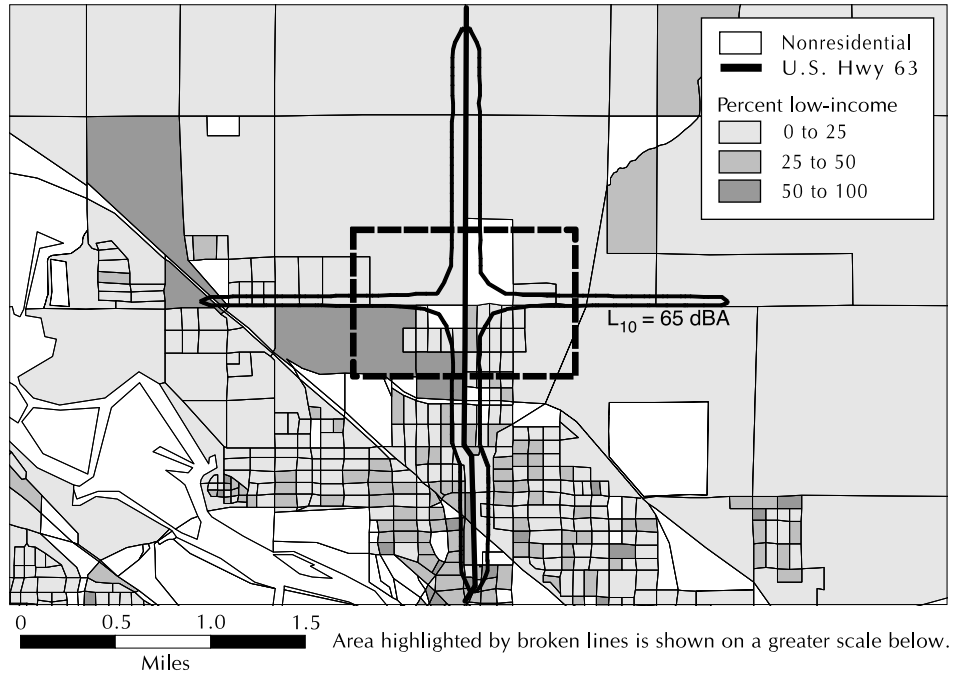 Nonresidential
U.S. Hwy 63
Percent low-income
0 to 25
25 to 50
50 to 100
L10 = 65 dBA
0 0.5 1.0 1.5
Miles
Area highlighted by broken lines is shown on a greater scale below.